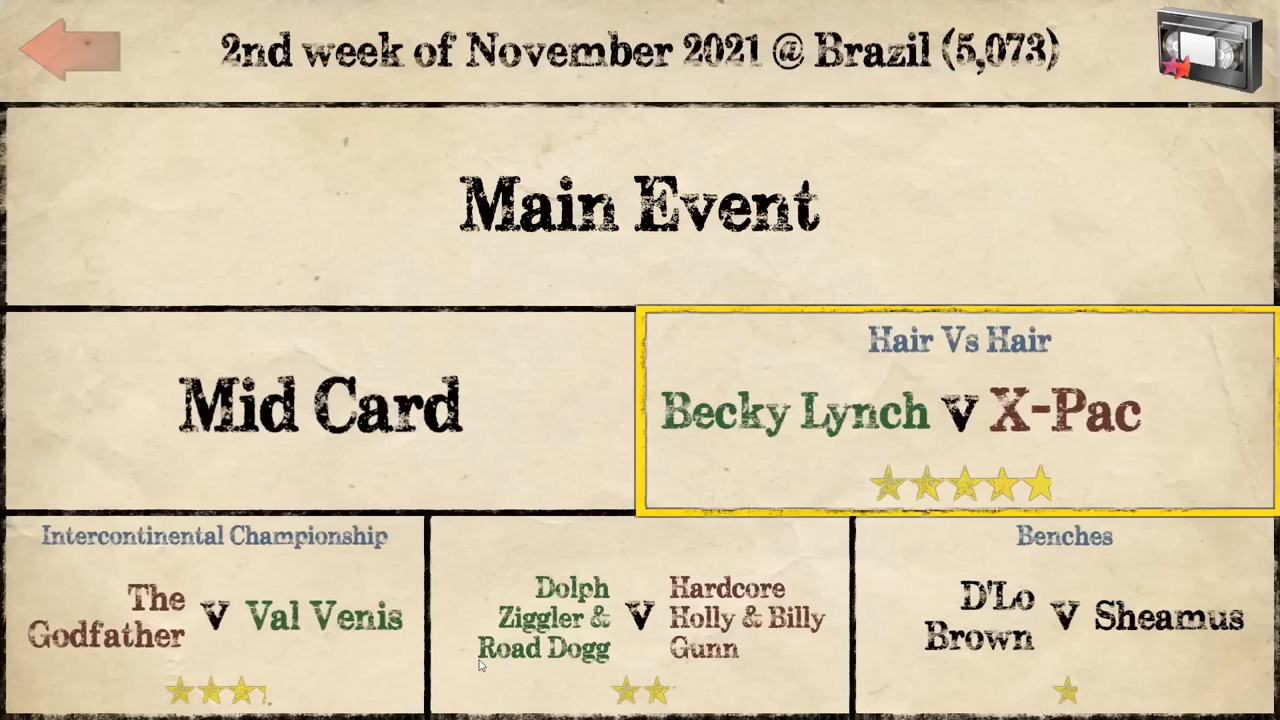 2nd week of November 2021 @ Brazil (5,073)
Main Event
Mid Card
Hair Vs Hair
Becky Lynch V X-Pac
Intercontinental Championship
The
Godfather
V
Val Venis
Dolph
Ziggler &
Road Dogg
V
Hardcore
Holly & Billy
Gunn
Benches
D'Lo
Brown
V
Sheamus